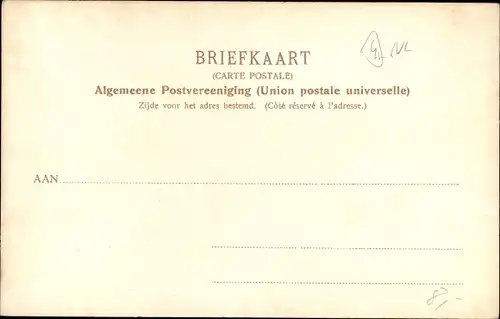 BRIEFKAART
(CARTE POSTALE)
Algemeene Postvereeniging (Union postale universelle)
Zijde voor het adres bestemd. (Côté réservé à l'adresse.)
AAN